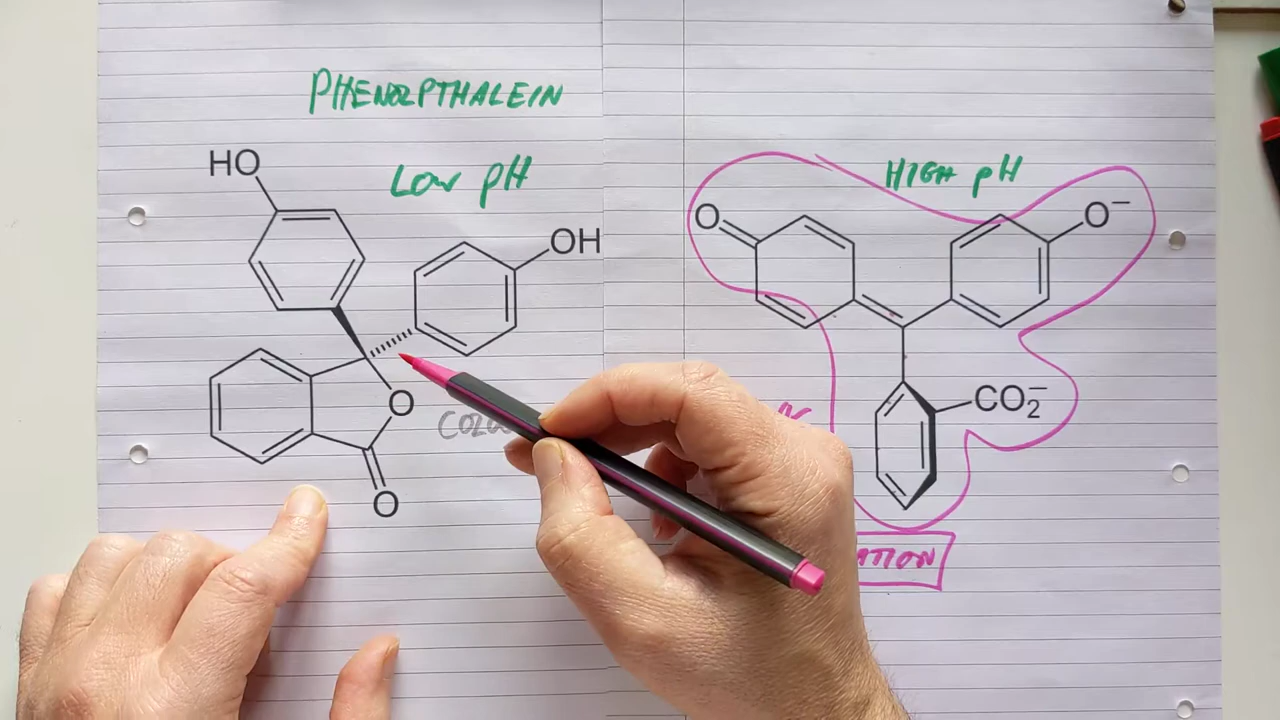 PHENOLPTHALEIN
LOW pH
HIGH pH
HO
OH
O
O
O
O⁻
CO₂⁻